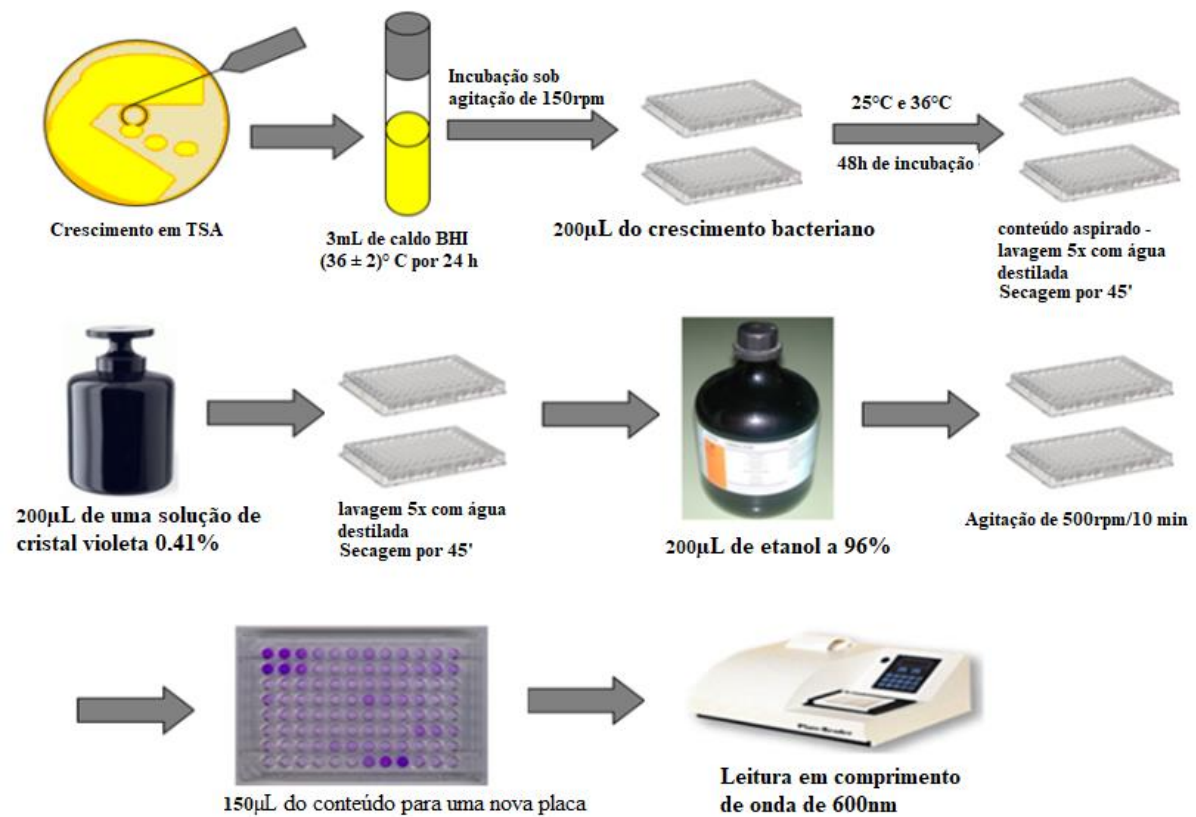 Crescimento em TSA
3mL de caldo BHI
(36 ± 2)° C por 24 h
Incubação sob
agitação de 150rpm
200µL do crescimento bacteriano
25°C e 36°C
48h de incubação
conteúdo aspirado -
lavagem 5x com água
destilada
Secagem por 45'
200µL de uma solução de
cristal violeta 0.41%
lavagem 5x com água
destilada
Secagem por 45'
200µL de etanol a 96%
Agitação de 500rpm/10 min
150µL do conteúdo para uma nova placa
Leitura em comprimento
de onda de 600nm